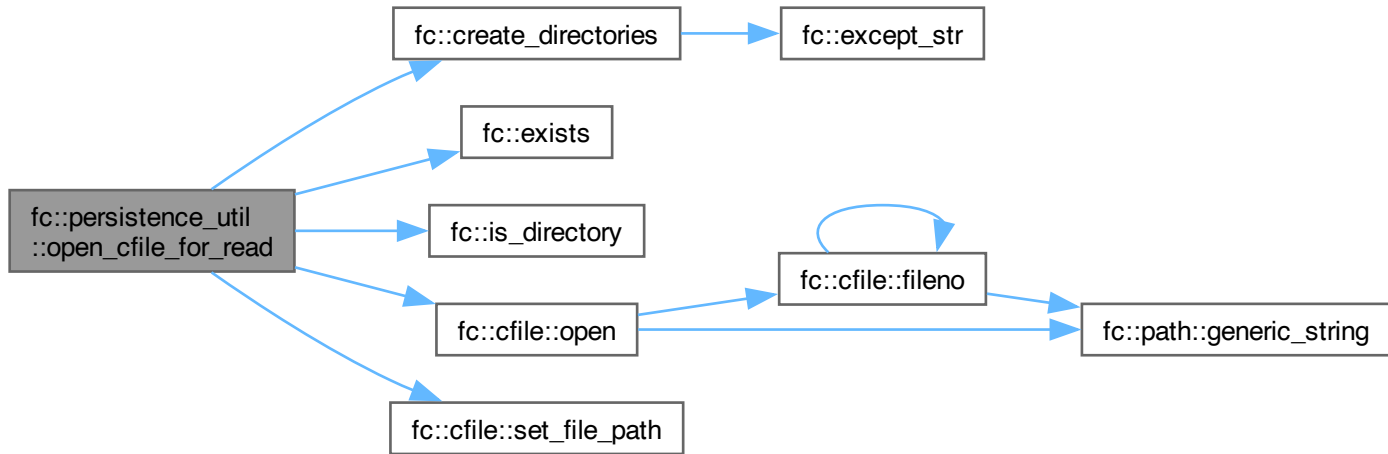 fc::create_directories
fc::except_str
fc::exists
fc::persistence_util
::open_cfile_for_read
fc::is_directory
fc::cfile::fileno
fc::cfile::open
fc::path::generic_string
fc::cfile::set_file_path